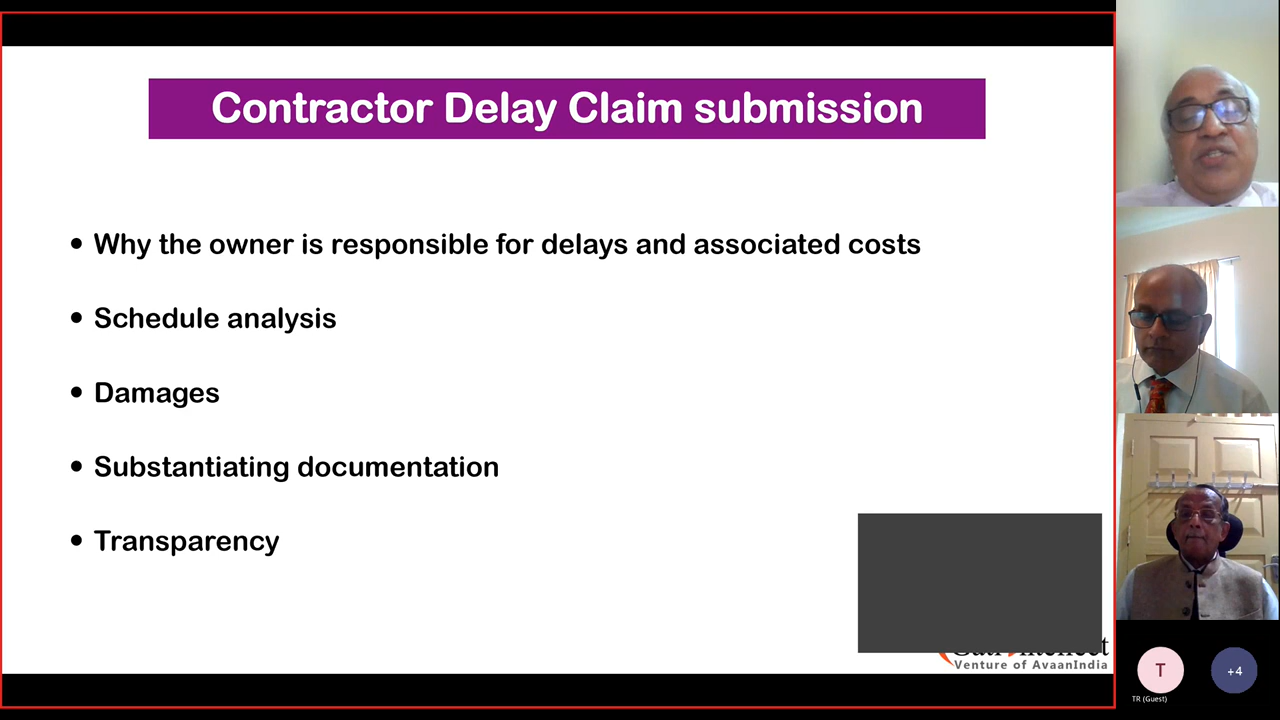 Contractor Delay Claim submission
• Why the owner is responsible for delays and associated costs
• Schedule analysis
• Damages
• Substantiating documentation
• Transparency
Venture of AvaanIndia
T
+4
TR (Guest)